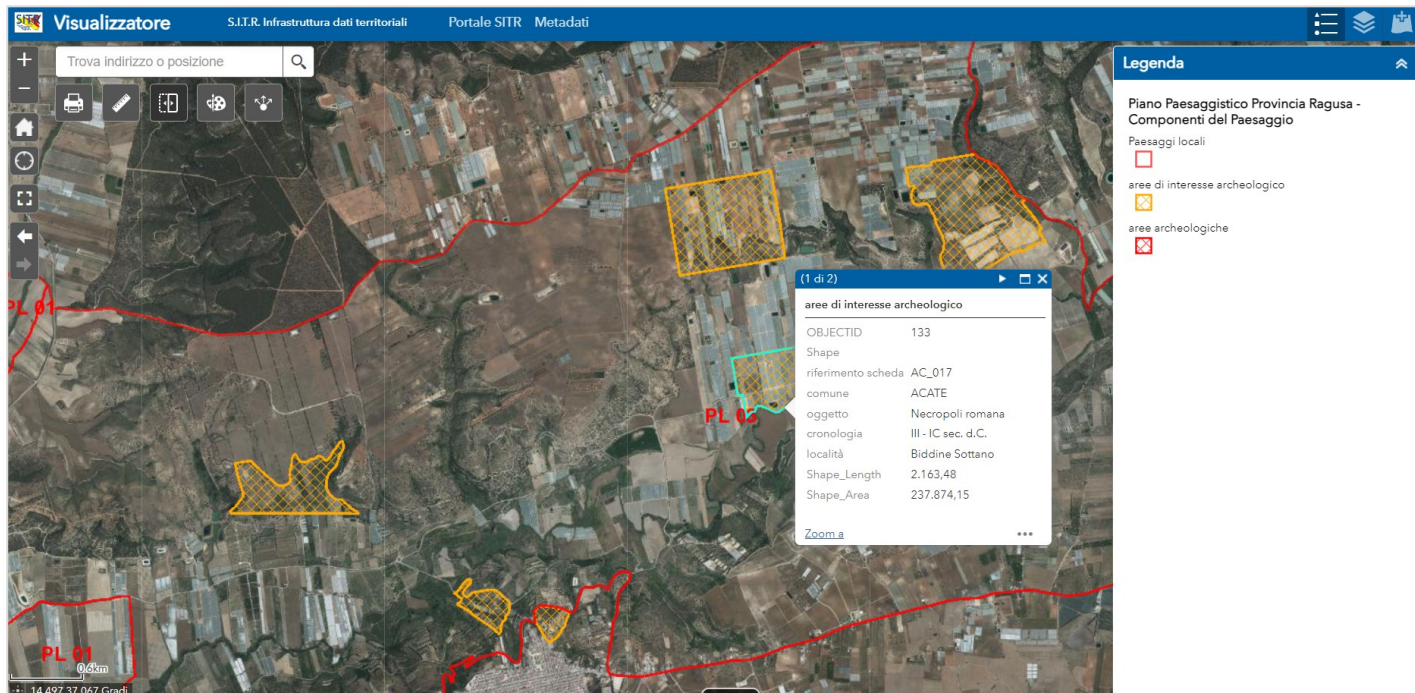 SITR Visualizzatore S.I.T.R. Infrastruttura dati territoriali Portale SITR Metadati
Trova indirizzo o posizione
Legenda
Piano Paesaggistico Provincia Ragusa -
Componenti del Paesaggio
Paesaggi locali
aree di interesse archeologico
aree archeologiche
(1 di 2)
aree di interesse archeologico
OBJECTID 133
Shape
riferimento scheda AC_017
comune ACATE
oggetto Necropoli romana
cronologia III - IC sec. d.C.
località Biddine Sottano
Shape_Length 2.163,48
Shape_Area 237.874,15
Zoom a
PL 01
PL 03
PL 01
0.6km
14.497 37.067 Gradi